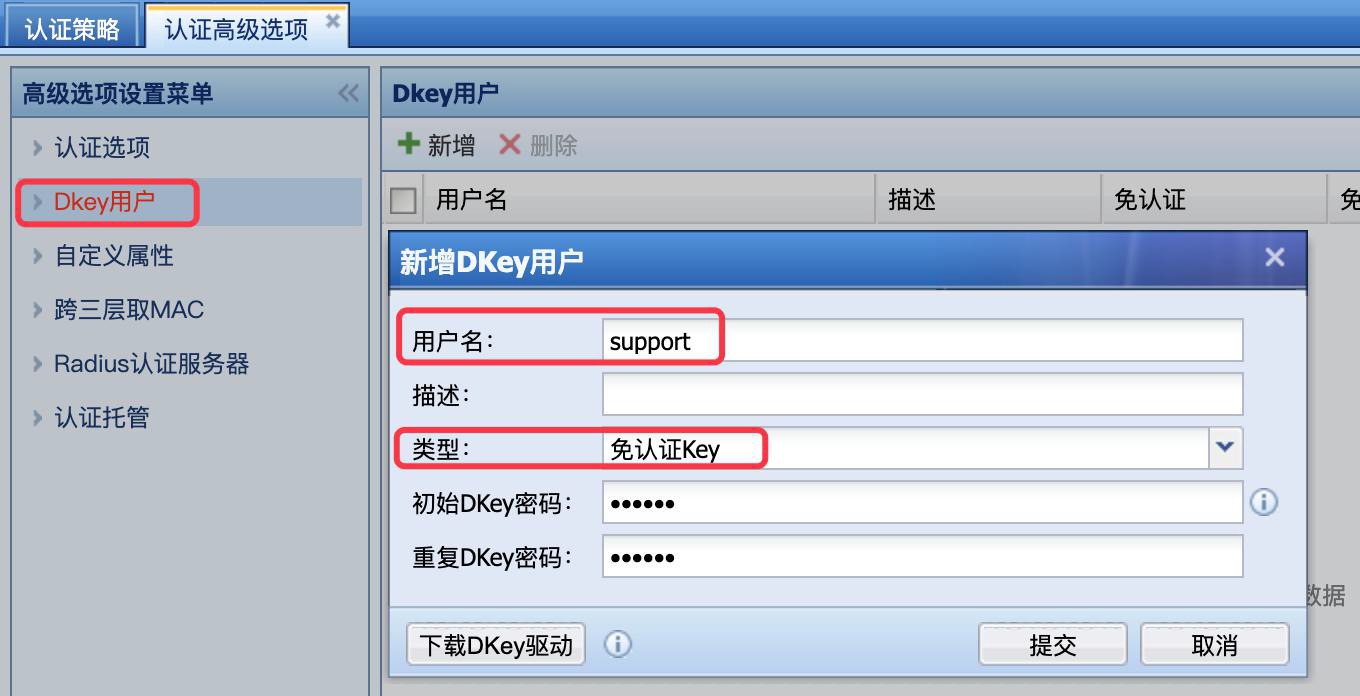 认证策略
认证高级选项
高级选项设置菜单
认证选项
Dkey用户
自定义属性
跨三层取MAC
Radius认证服务器
认证托管
Dkey用户
新增 删除
用户名 描述 免认证 免
新增DKey用户
用户名： support
描述：
类型： 免认证Key
初始DKey密码： ••••••
重复DKey密码： ••••••
数据
下载DKey驱动 提交 取消